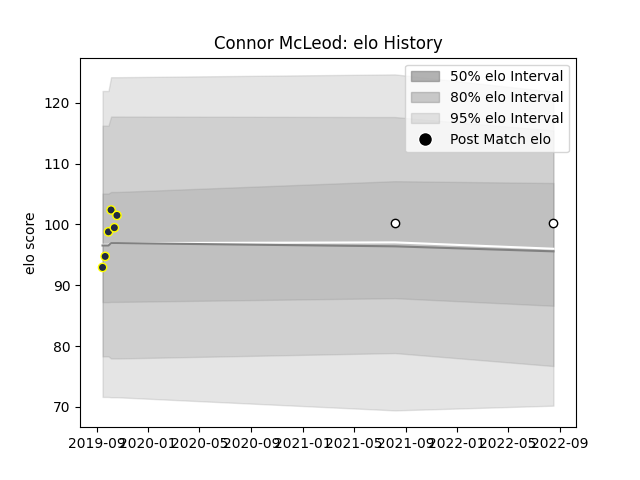 Connor McLeod: elo History
50% elo Interval
80% elo Interval
95% elo Interval
Post Match elo
elo score
120
110
100
90
80
70
2019-09 2020-01 2020-05 2020-09 2021-01 2021-05 2021-09 2022-01 2022-05 2022-09